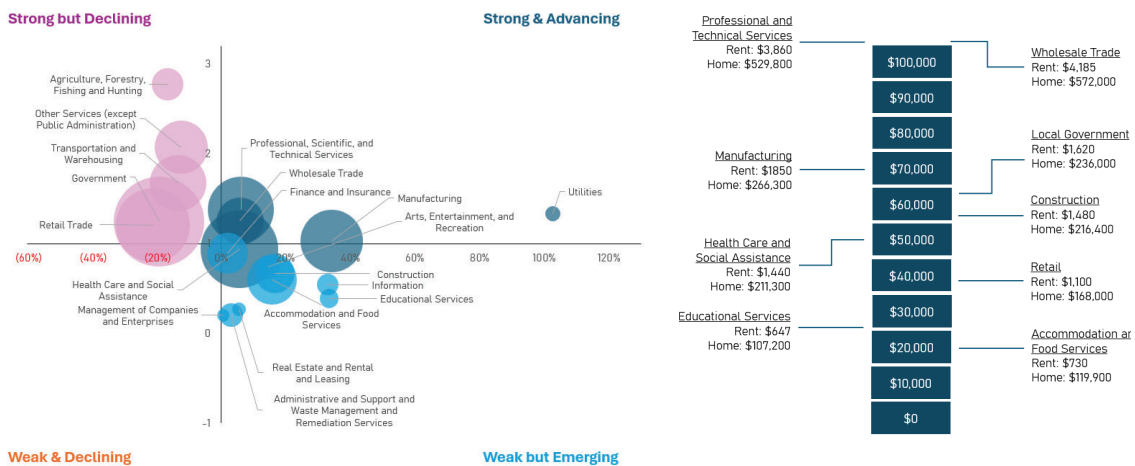 Strong but Declining
Strong & Advancing
3
Agriculture, Forestry,
Fishing and Hunting
Other Services (except
Public Administration)
Professional, Scientific, and
Technical Services
2
Transportation and
Warehousing
Wholesale Trade
Government
Finance and Insurance
Manufacturing
Utilities
Retail Trade
Arts, Entertainment, and
Recreation
1
(60%)
(40%)
(20%)
0%
20%
40%
60%
80%
100%
120%
Health Care and Social
Assistance
Construction
Information
Educational Services
Management of Companies
and Enterprises
Accommodation and Food
Services
0
Real Estate and Rental
and Leasing
Administrative and Support and
Waste Management and
Remediation Services
-1
Weak & Declining
Weak but Emerging
Professional and
Technical Services
Rent: $3,860
Home: $529,800
Manufacturing
Rent: $1850
Home: $266,300
Health Care and
Social Assistance
Rent: $1,440
Home: $211,300
Educational Services
Rent: $647
Home: $107,200
$100,000
$90,000
$80,000
$70,000
$60,000
$50,000
$40,000
$30,000
$20,000
$10,000
$0
Wholesale Trade
Rent: $4,185
Home: $572,000
Local Government
Rent: $1,620
Home: $236,000
Construction
Rent: $1,480
Home: $216,400
Retail
Rent: $1,100
Home: $168,000
Accommodation ar
Food Services
Rent: $730
Home: $119,900